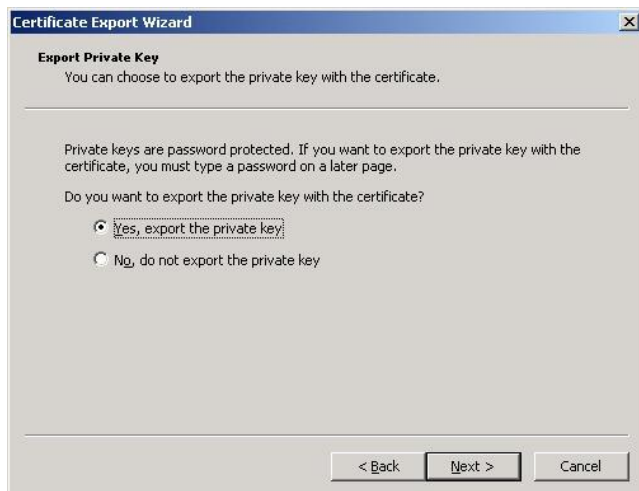 Certificate Export Wizard
Export Private Key
You can choose to export the private key with the certificate.
Private keys are password protected. If you want to export the private key with the
certificate, you must type a password on a later page.
Do you want to export the private key with the certificate?
Yes, export the private key
No, do not export the private key
< Back Next > Cancel